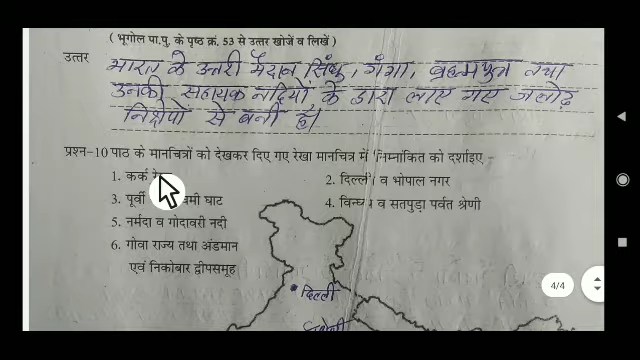 ( भूगोल पा.पु. के पृष्ठ क्रं. 53 से उत्तर खोजें व लिखें)
उत्तर भारत के उत्तरी मैदान सिंधु, गंगा, ब्रह्मपुत्र तथा
उनकी सहायक नदियों के द्वारा लाए गए जलोढ़
निक्षेपों से बनी है।
प्रश्न-10 पाठ के मानचित्रों को देखकर दिए गए रेखा मानचित्र में निम्नांकित को दर्शाइए -
1. कर्क
2. दिल्ली व भोपाल नगर
3. पूर्वी घाट
4. विन्ध्य व सतपुड़ा पर्वत श्रेणी
5. नर्मदा व गोदावरी नदी
6. गोवा राज्य तथा अंडमान
एवं निकोबार द्वीपसमूह
4/4
दिल्ली